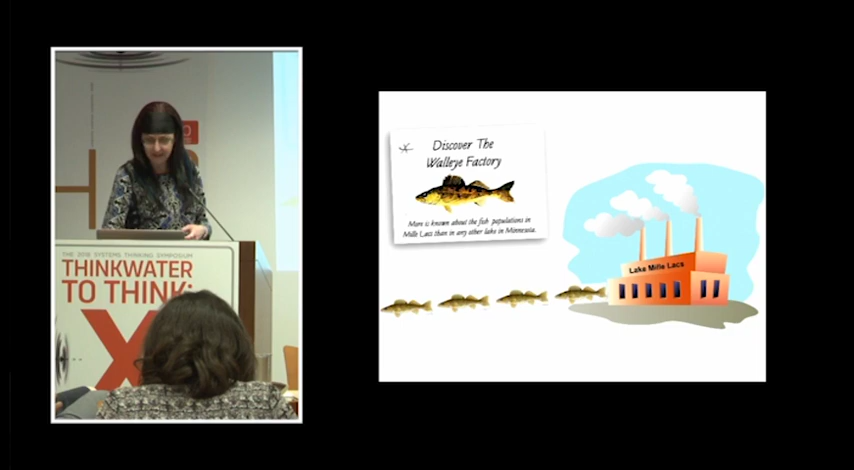 THE 2018 SYSTEMS THINKING SYMPOSIUM
THINKWATER
TO THINK:
X
Discover The
Walleye Factory
More is known about the fish populations in
Mille Lacs than in any other lake in Minnesota.
Lake Mille Lacs